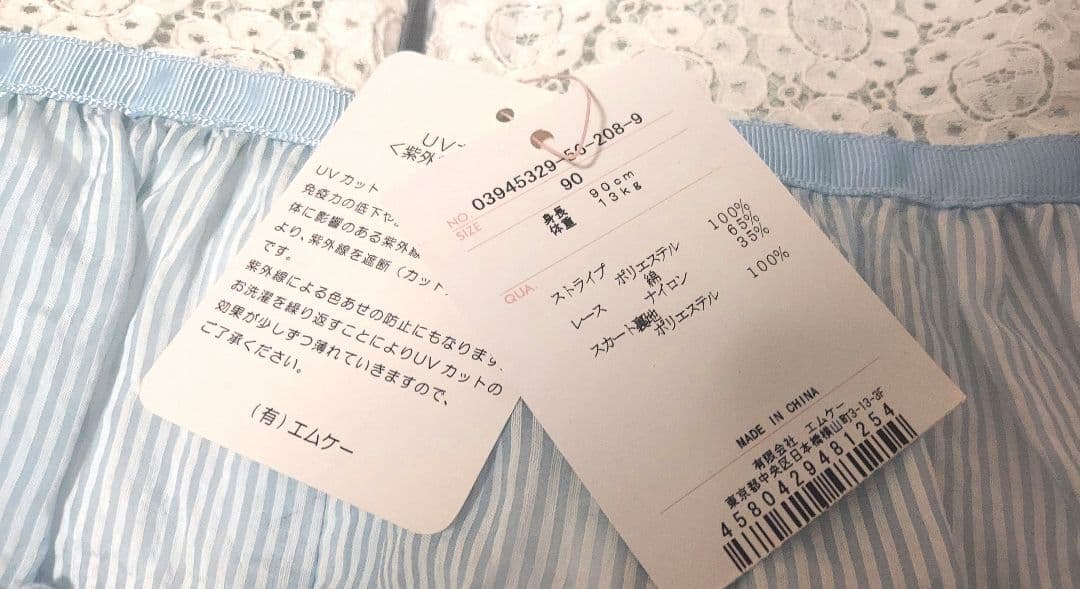 UV
<紫外
UVカット
免疫力の低下や、
体に影響のある紫外線
より、紫外線を遮断(カット
です。
紫外線による色あせの防止にもなります。
お洗濯を繰り返すことによりUVカットの
効果が少しずつ薄れていきますので、
ご了承ください。
(有)エムケー
NO. 03945329-56-208-9
SIZE 90
身長 90cm
体重 13kg
QUA. ストライプ ポリエステル 100%
レース 綿 65%
ナイロン 35%
スカート裏地 ポリエステル 100%
MADE IN CHINA
有限会社 エムケー
東京都中央区日本橋横山町3-13-3F
4580429481254